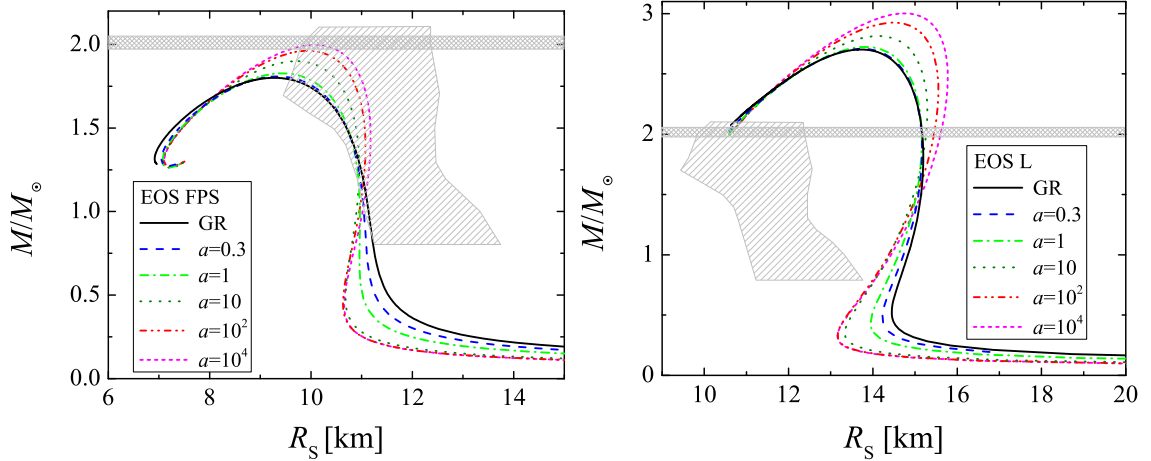 2.0
1.5
1.0
0.5
0.0
M/M☉
6 8 10 12 14
R_S [km]
EOS FPS
GR
a=0.3
a=1
a=10
a=10²
a=10⁴
3
2
1
0
M/M☉
10 12 14 16 18 20
R_S [km]
EOS L
GR
a=0.3
a=1
a=10
a=10²
a=10⁴